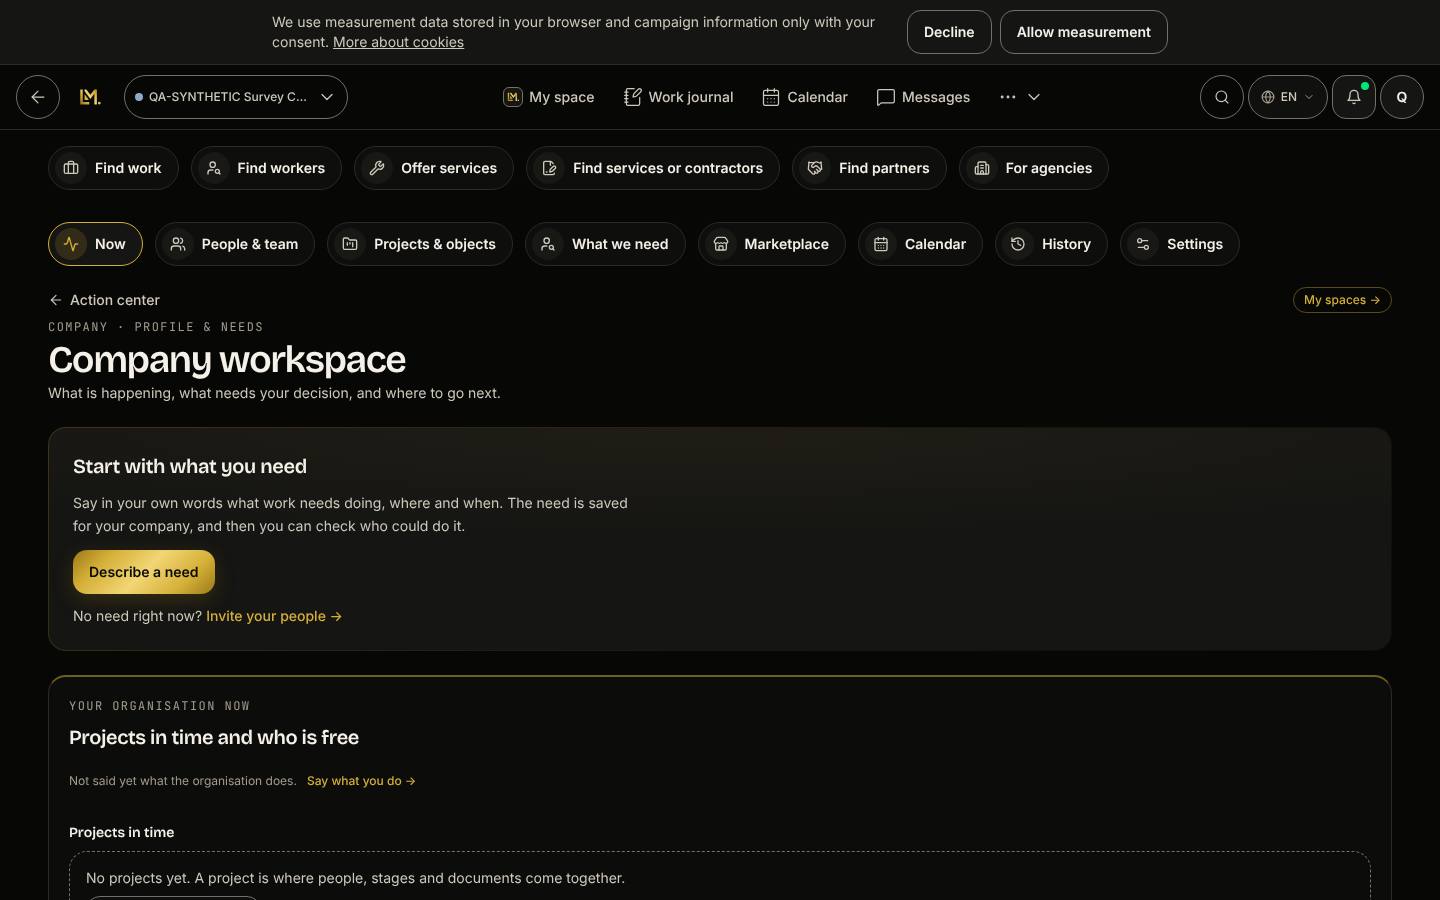 We use measurement data stored in your browser and campaign information only with your
consent. More about cookies
Decline
Allow measurement
LM.
QA-SYNTHETIC Survey C...
LM.
My space
Work journal
Calendar
Messages
EN
Q
Find work
Find workers
Offer services
Find services or contractors
Find partners
For agencies
Now
People & team
Projects & objects
What we need
Marketplace
Calendar
History
Settings
← Action center
My spaces →
COMPANY · PROFILE & NEEDS
Company workspace
What is happening, what needs your decision, and where to go next.
Start with what you need
Say in your own words what work needs doing, where and when. The need is saved
for your company, and then you can check who could do it.
Describe a need
No need right now? Invite your people →
YOUR ORGANISATION NOW
Projects in time and who is free
Not said yet what the organisation does. Say what you do →
Projects in time
No projects yet. A project is where people, stages and documents come together.